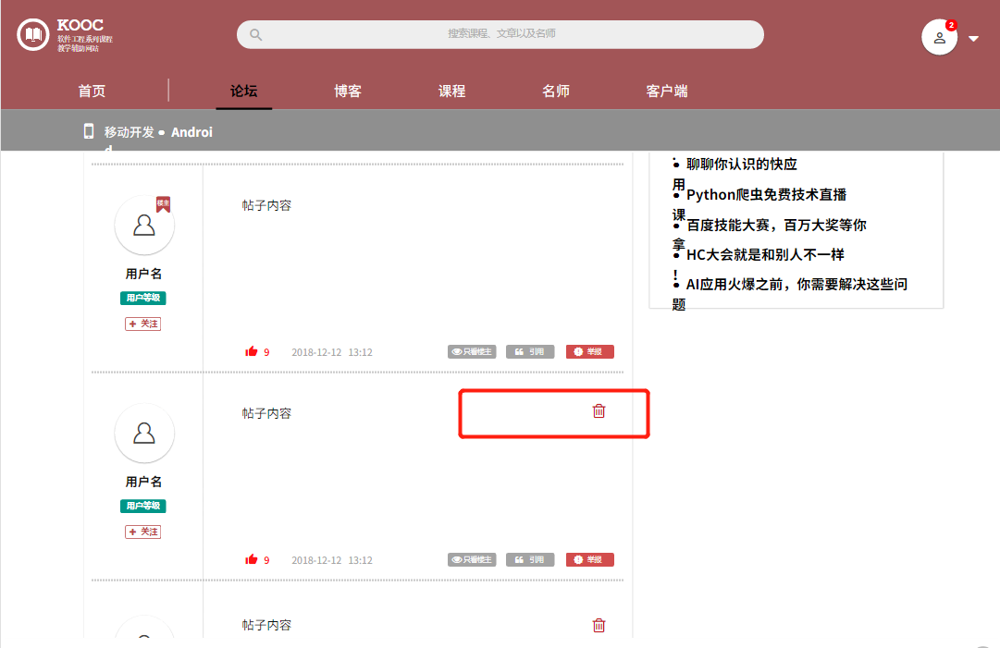 KOOC
软件工程系列课程
教学辅助网站
搜索课程、文章以及名师
2
首页
论坛
博客
课程
名师
客户端
移动开发 ● Androi
d
• 聊聊你认识的快应
用
• Python爬虫免费技术直播
课
• 百度技能大赛，百万大奖等你
拿
• HC大会就是和别人不一样
!
• AI应用火爆之前，你需要解决这些问
题
楼主
帖子内容
用户名
用户等级
+ 关注
9
2018-12-12 13:12
只看楼主
引用
举报
帖子内容
用户名
用户等级
+ 关注
9
2018-12-12 13:12
只看楼主
引用
举报
帖子内容